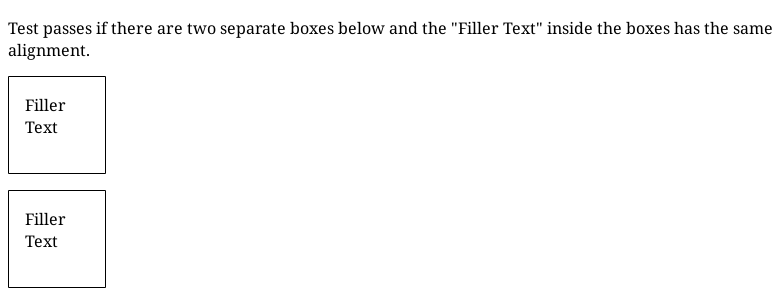 Test passes if there are two separate boxes below and the "Filler Text" inside the boxes has the same
alignment.
Filler
Text
Filler
Text